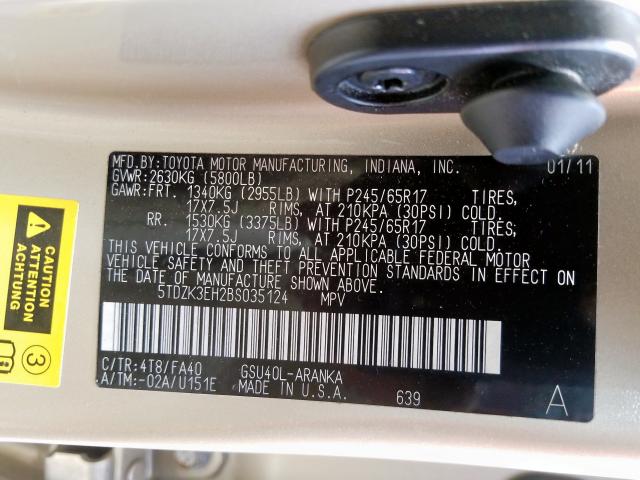 MFD.BY:TOYOTA MOTOR MANUFACTURING, INDIANA, INC. 01/11
GVWR:2630KG (5800LB)
GAWR:FRT. 1340KG (2955LB) WITH P245/65R17 TIRES,
17X7.5J RIMS, AT 210KPA (30PSI) COLD.
RR. 1530KG (3375LB) WITH P245/65R17 TIRES,
17X7.5J RIMS, AT 210KPA (30PSI) COLD.
THIS VEHICLE CONFORMS TO ALL APPLICABLE FEDERAL MOTOR
VEHICLE SAFETY AND THEFT PREVENTION STANDARDS IN EFFECT ON
THE DATE OF MANUFACTURE SHOWN ABOVE.
5TDZK3EH2BS035124 MPV
C/TR:4T8/FA40 GSU40L-ARANKA
A/TM:-02A/U151E MADE IN U.S.A. 639 A
CAUTION
ATTENTION
ACHTUNG
3